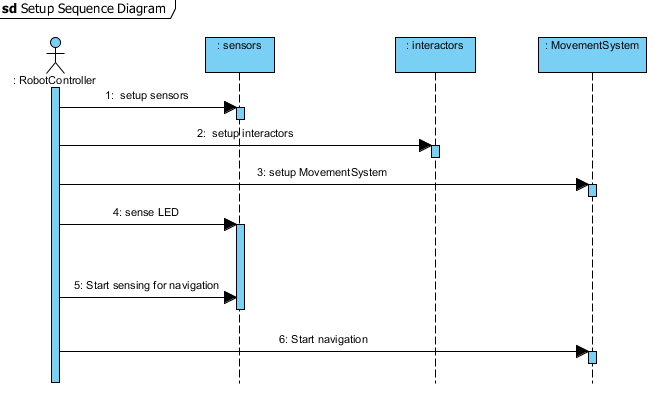 sd Setup Sequence Diagram
: sensors
: interactors
: MovementSystem
: RobotController
1:  setup sensors
2:  setup interactors
3: setup MovementSystem
4: sense LED
5: Start sensing for navigation
6: Start navigation